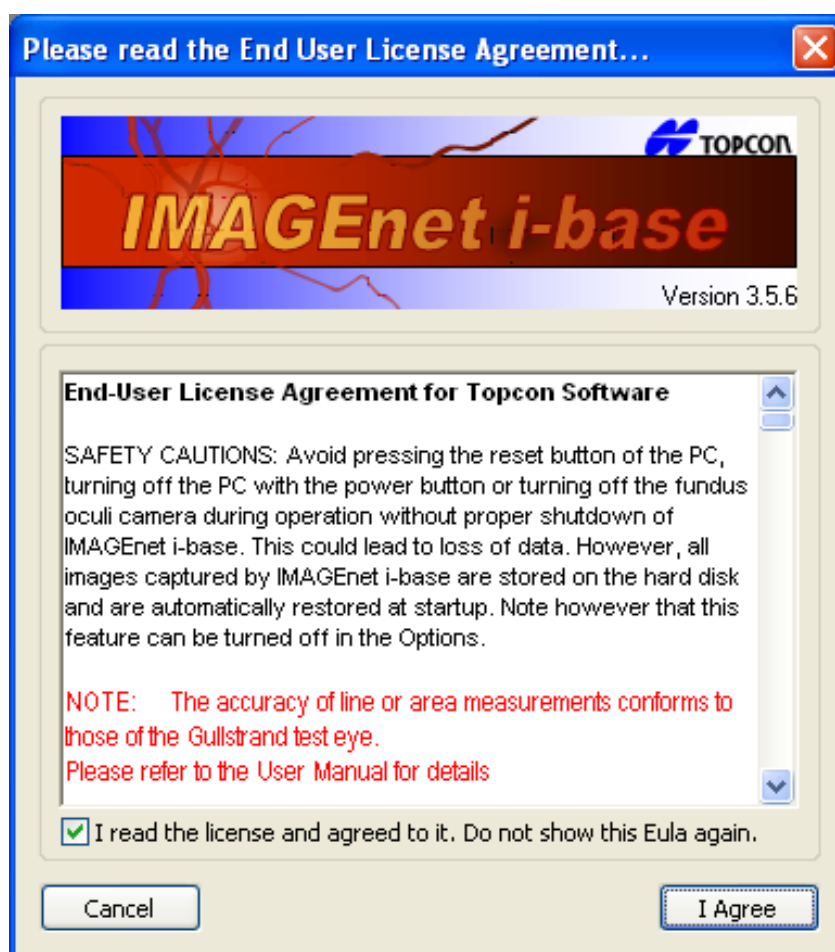 Please read the End User License Agreement...
TOPCON
IMAGEnet i-base
Version 3.5.6
End-User License Agreement for Topcon Software
SAFETY CAUTIONS: Avoid pressing the reset button of the PC,
turning off the PC with the power button or turning off the fundus
oculi camera during operation without proper shutdown of
IMAGEnet i-base. This could lead to loss of data. However, all
images captured by IMAGEnet i-base are stored on the hard disk
and are automatically restored at startup. Note however that this
feature can be turned off in the Options.
NOTE: The accuracy of line or area measurements conforms to
those of the Gullstrand test eye.
Please refer to the User Manual for details
I read the license and agreed to it. Do not show this Eula again.
Cancel
I Agree